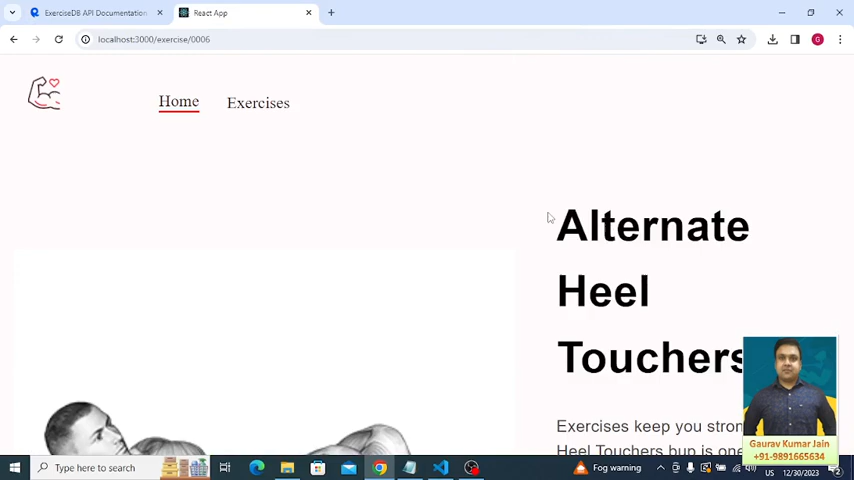 ExerciseDB API Documentation
React App
localhost:3000/exercise/0006
G
Home
Exercises
Alternate
Heel
Touchers
Exercises keep you stron
Heel Touchers bup is one
Gaurav Kumar Jain
+91-9891665634
Type here to search
Fog warning
US
12/30/2023
2